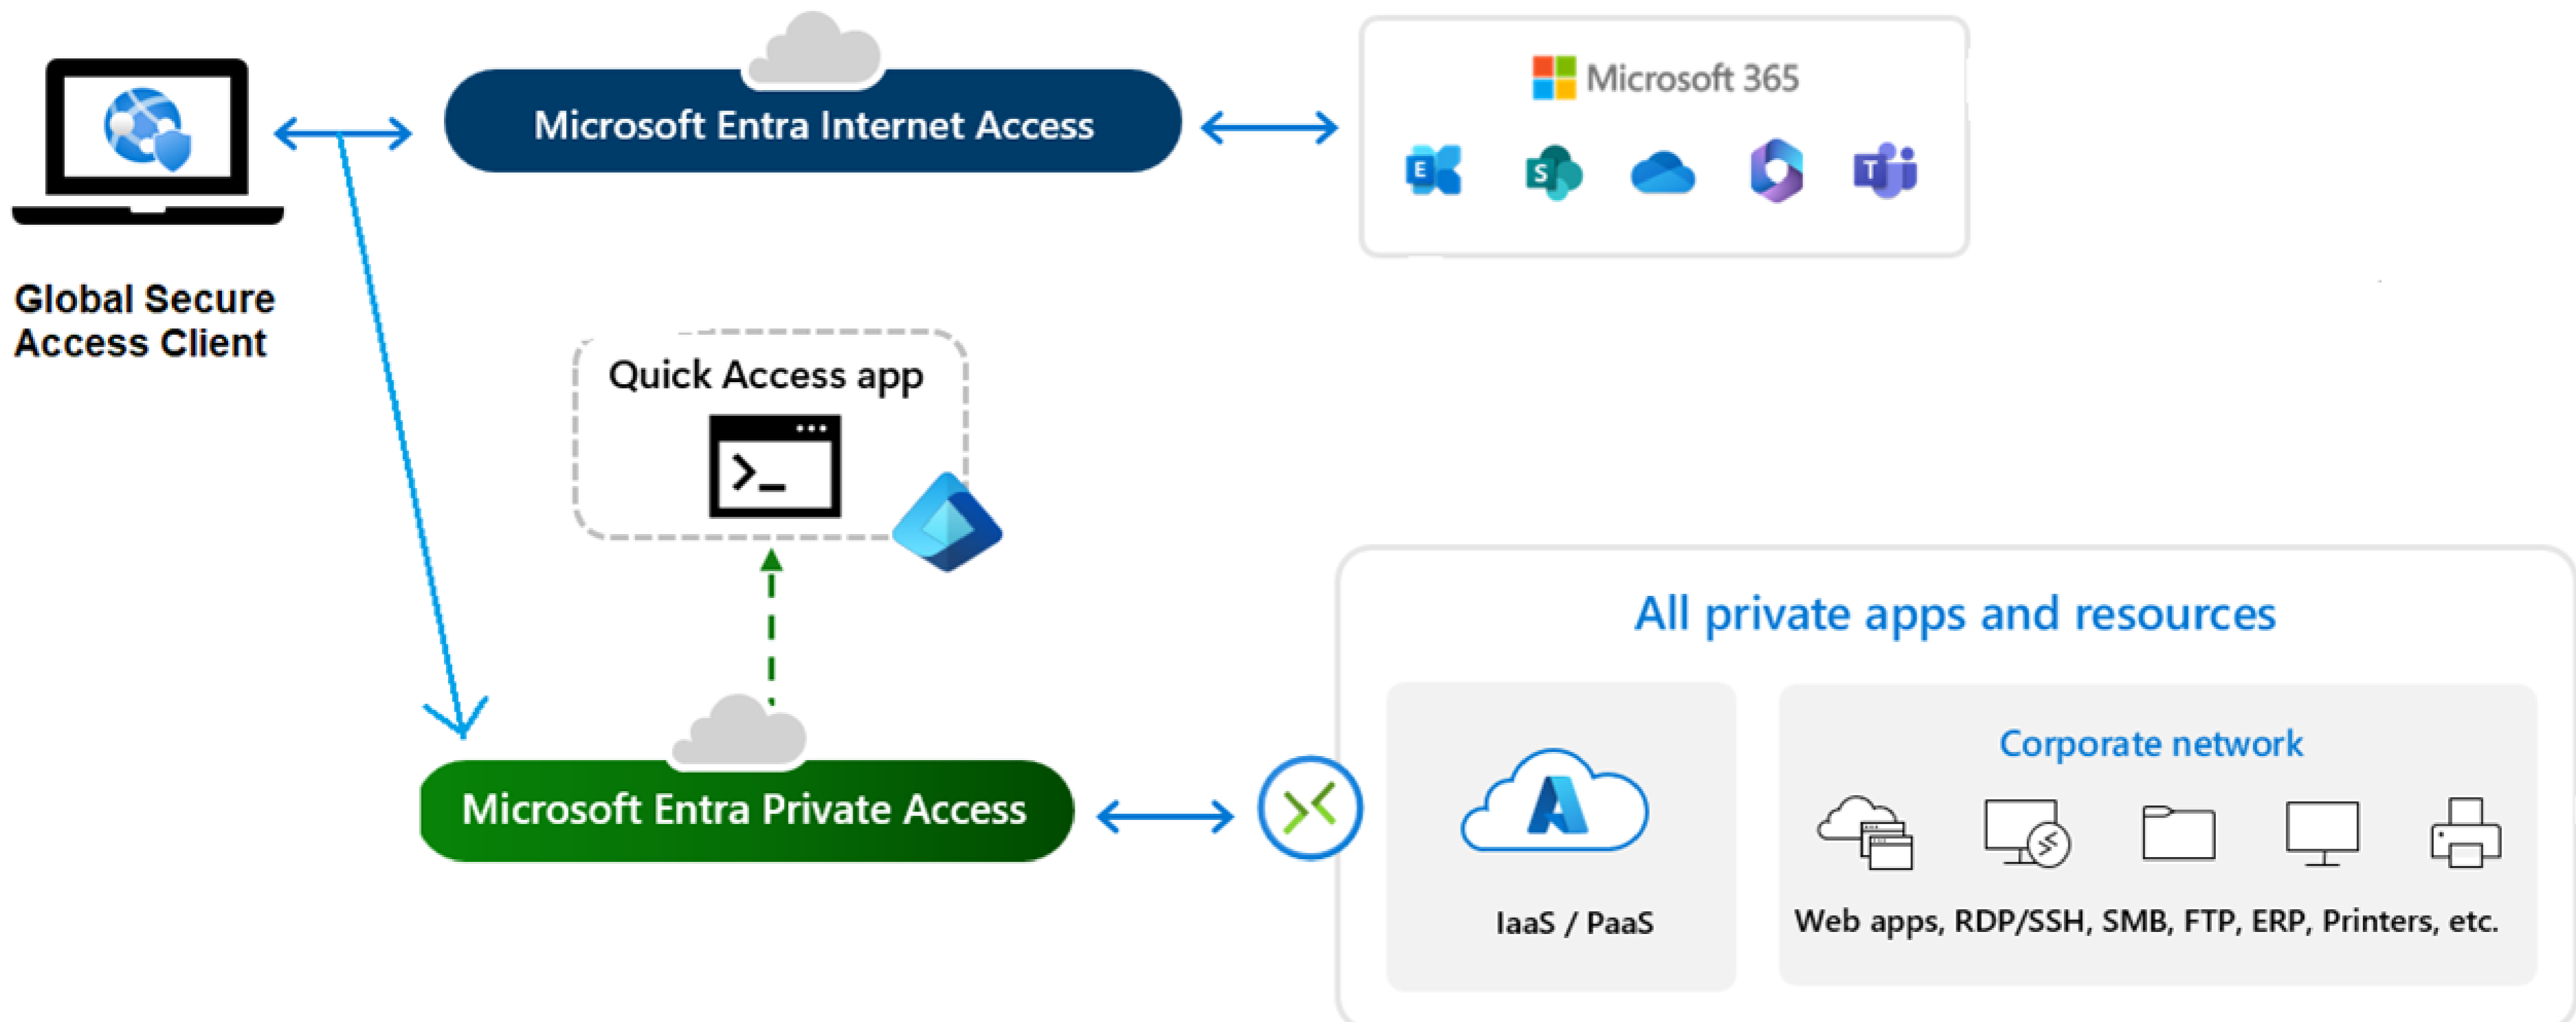 Microsoft Entra Internet Access
Microsoft 365
E
S
T
Global Secure
Access Client
Quick Access app
>_
All private apps and resources
Corporate network
Microsoft Entra Private Access
IaaS / PaaS
Web apps, RDP/SSH, SMB, FTP, ERP, Printers, etc.